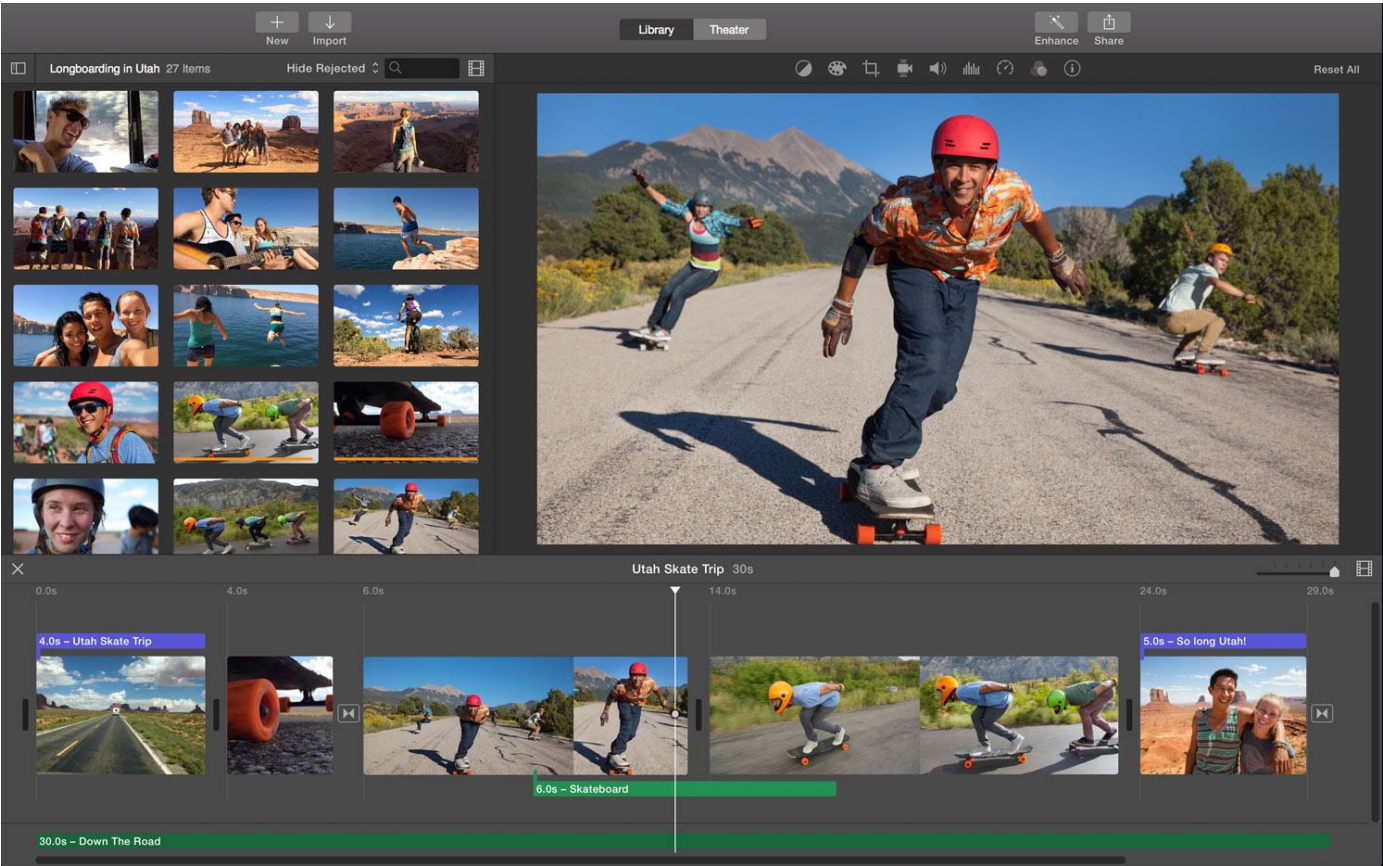 New
Import
Library
Theater
Enhance
Share
Longboarding in Utah 27 Items
Hide Rejected
Reset All
Utah Skate Trip 30s
0.0s
4.0s
6.0s
14.0s
24.0s
29.0s
4.0s – Utah Skate Trip
5.0s – So long Utah!
6.0s – Skateboard
30.0s – Down The Road